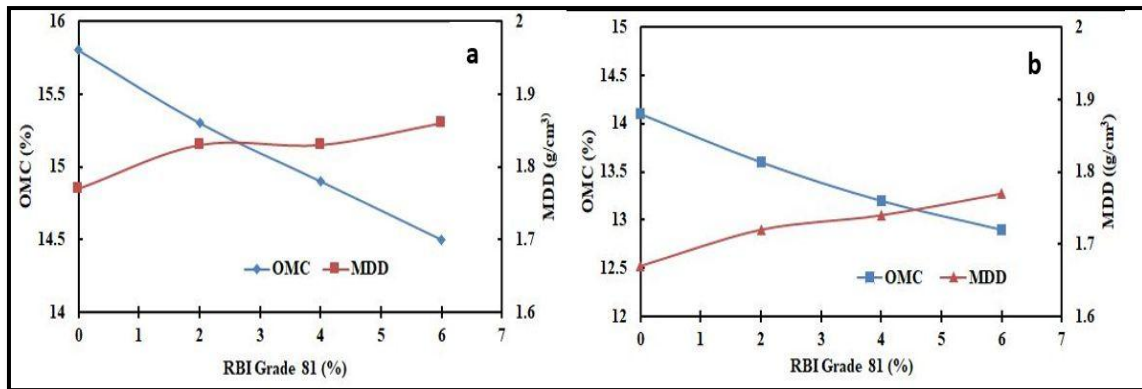 a
16
15.5
15
14.5
14
OMC (%)
2
1.9
1.8
1.7
1.6
MDD (g/cm³)
OMC MDD
0 1 2 3 4 5 6 7
RBI Grade 81 (%)
b
15
14.5
14
13.5
13
12.5
12
OMC (%)
2
1.9
1.8
1.7
1.6
MDD ((g/cm³)
OMC MDD
0 1 2 3 4 5 6 7
RBI Grade 81 (%)